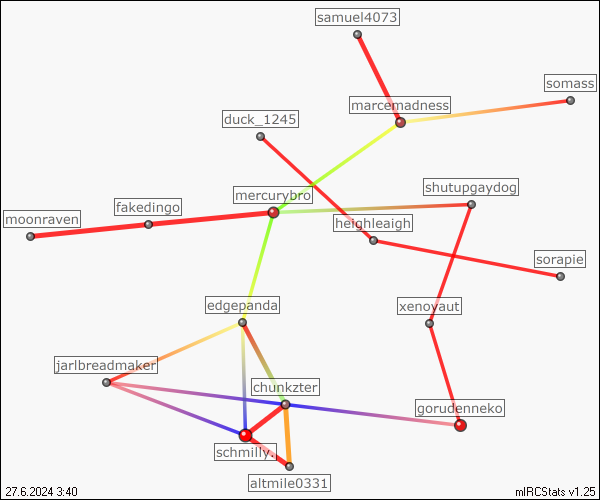 samuel4073
somass
marcemadness
duck_1245
shutupgaydog
mercurybro
fakedingo
moonraven
heighleaigh
sorapie
edgepanda
xenovaut
jarlbreadmaker
chunkzter
gorudenneko
schmilly.
altmile0331
27.6.2024 3:40
mIRCStats v1.25